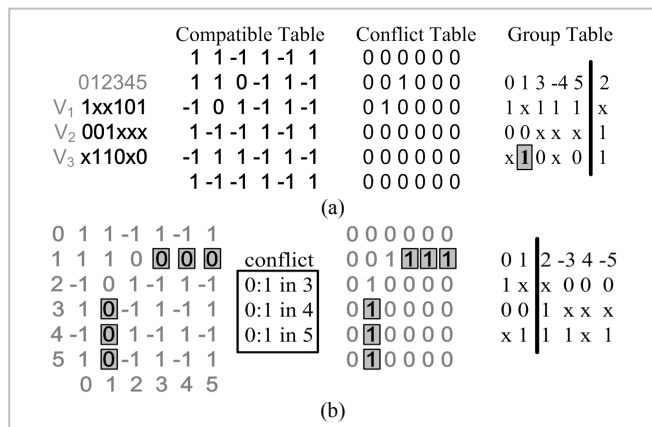 Compatible Table Conflict Table Group Table
1 1 -1 1 -1 1 0 0 0 0 0 0
012345 1 1 0 -1 1 -1 0 0 1 0 0 0 0 1 3 -4 5 2
V1 1xx101 -1 0 1 -1 1 -1 0 1 0 0 0 0 1 x 1 1 1 x
V2 001xxx 1 -1 -1 1 -1 1 0 0 0 0 0 0 0 0 x x x 1
V3 x110x0 -1 1 1 -1 1 -1 0 0 0 0 0 0 x 1 0 x 0 1
1 -1 -1 1 -1 1 0 0 0 0 0 0
(a)
0 1 1 -1 1 -1 1 0 0 0 0 0 0
1 1 1 0 0 0 0 conflict 0 0 1 1 1 1 0 1 2 -3 4 -5
2 -1 0 1 -1 1 -1 0:1 in 3 0 1 0 0 0 0 1 x x 0 0 0
3 1 0 -1 1 -1 1 0:1 in 4 0 1 0 0 0 0 0 0 1 x x x
4 -1 0 1 -1 1 -1 0:1 in 5 0 1 0 0 0 0 x 1 1 1 x 1
5 1 0 -1 1 -1 1 0 1 0 0 0 0
0 1 2 3 4 5
(b)